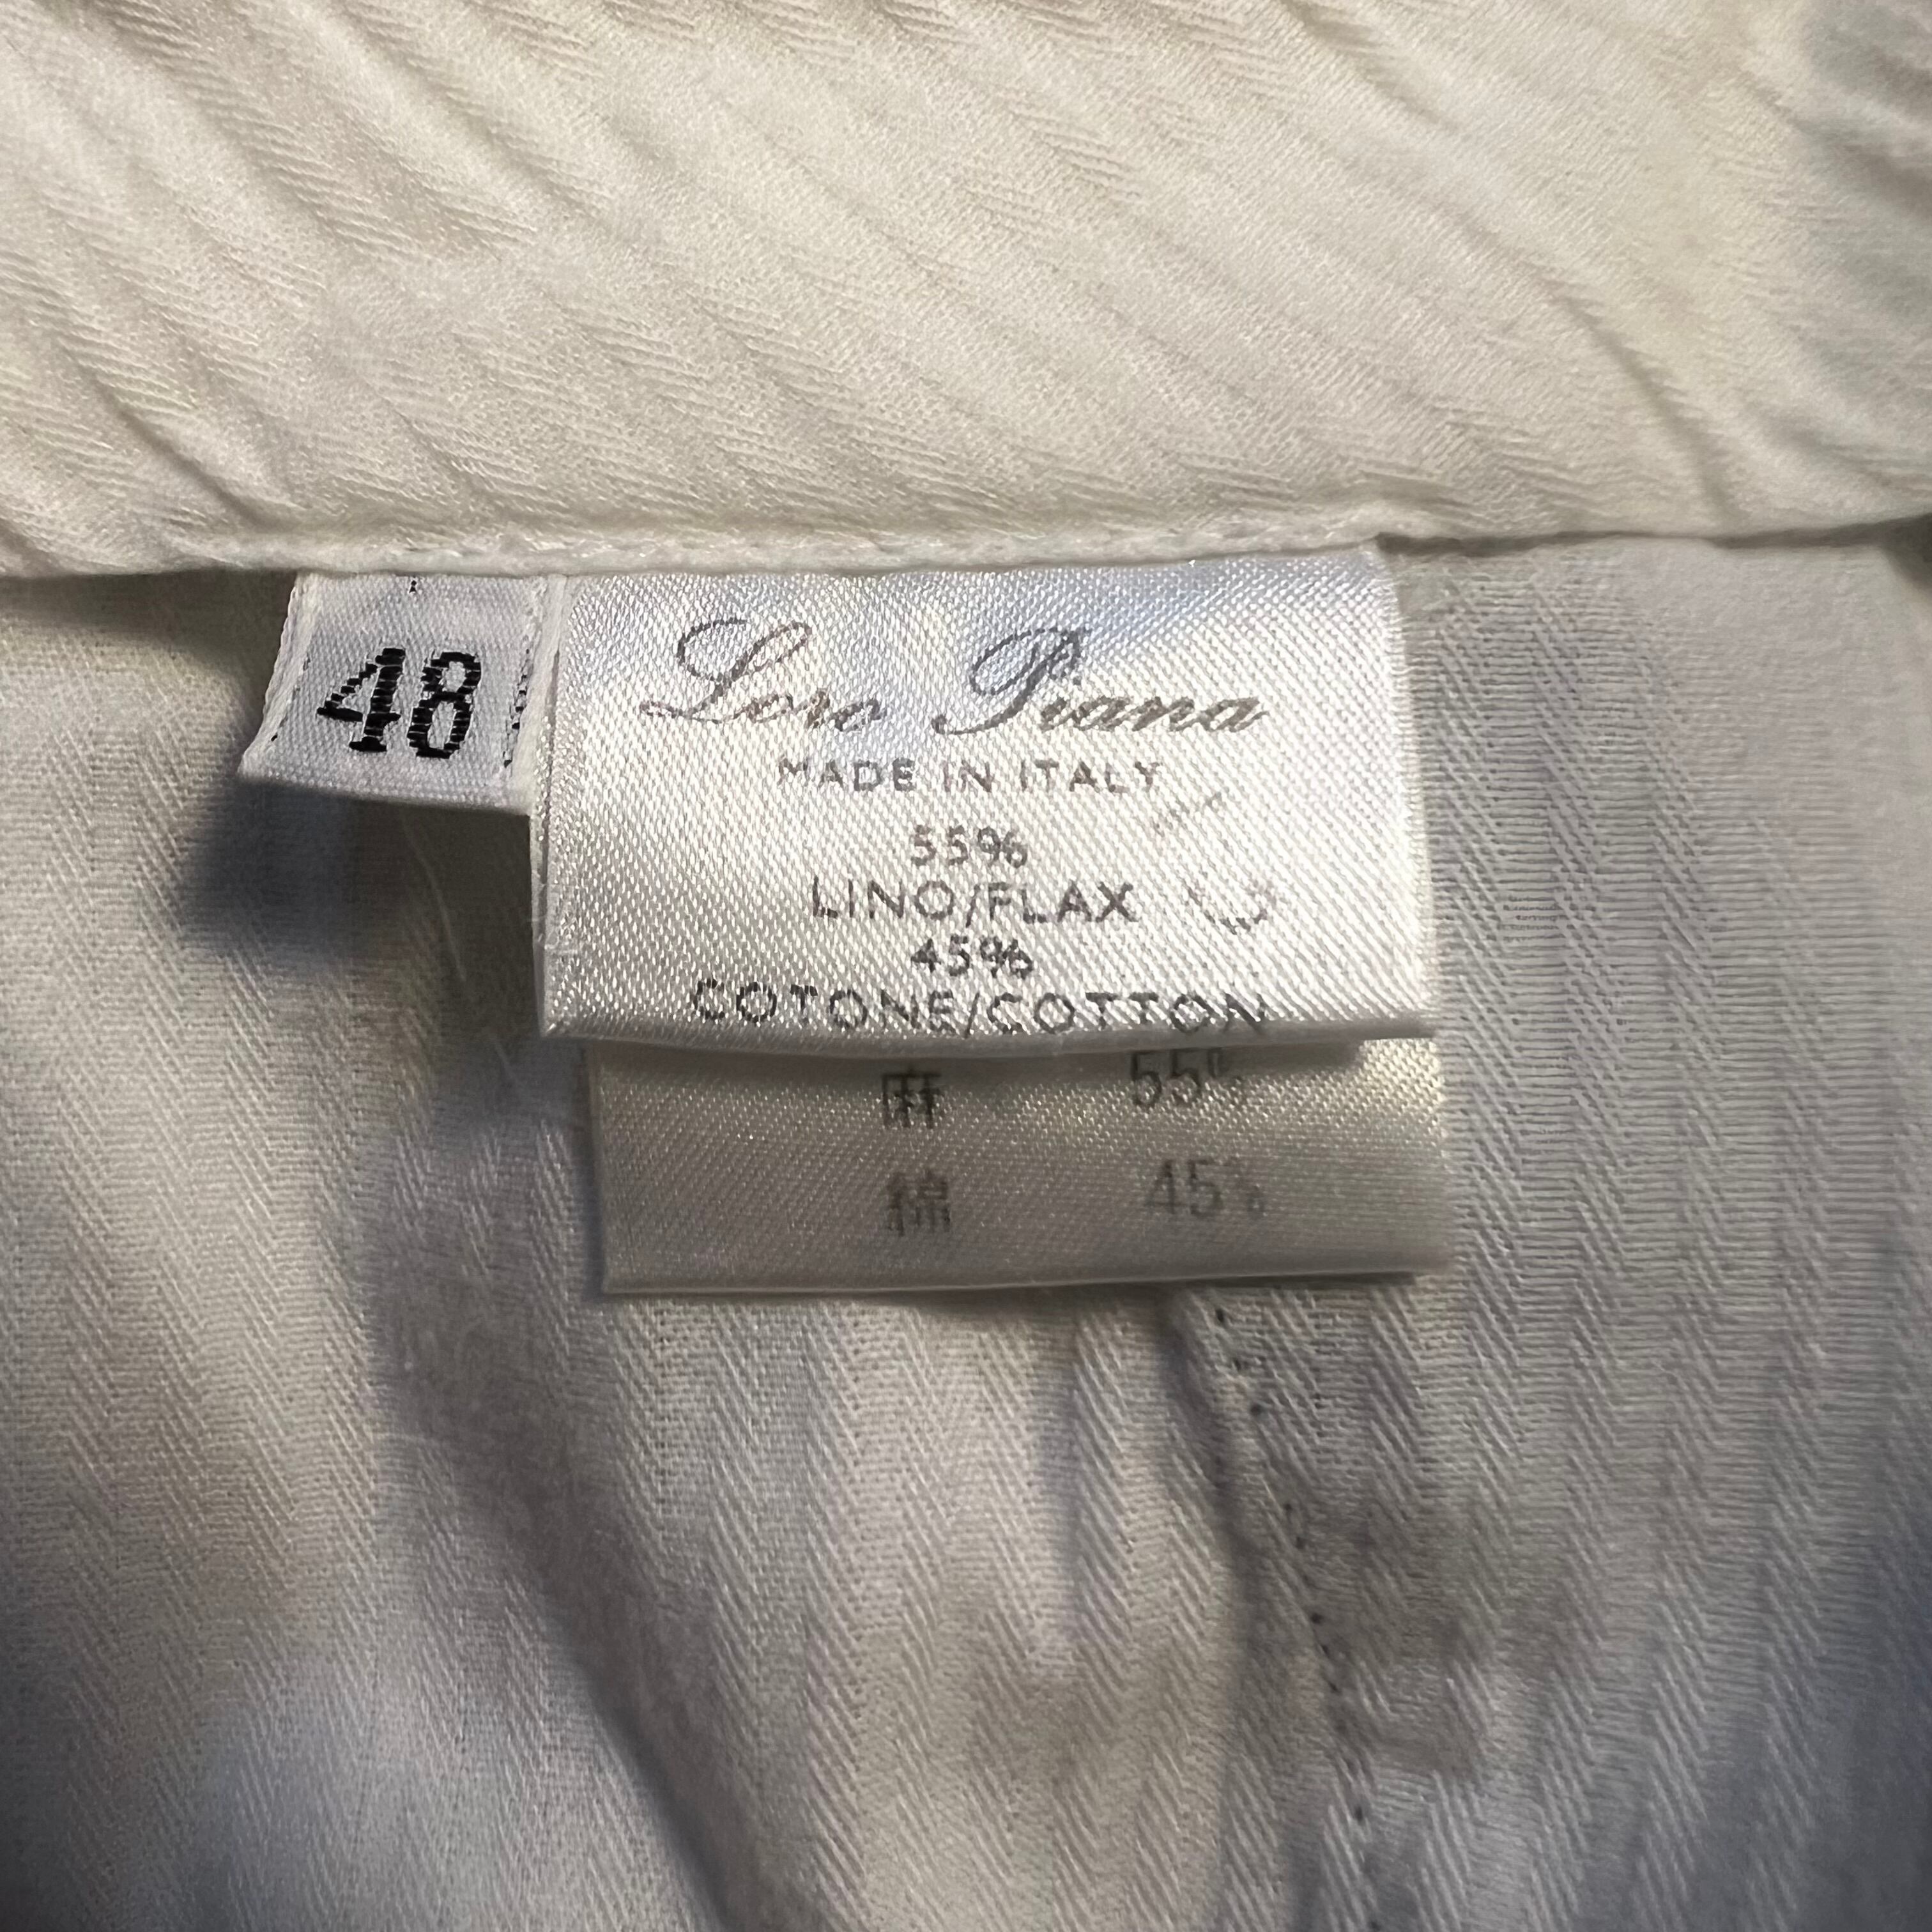 48
Loro Piana
MADE IN ITALY
55%
LINO/FLAX
45%
COTONE/COTTON
麻 55%
綿 45%